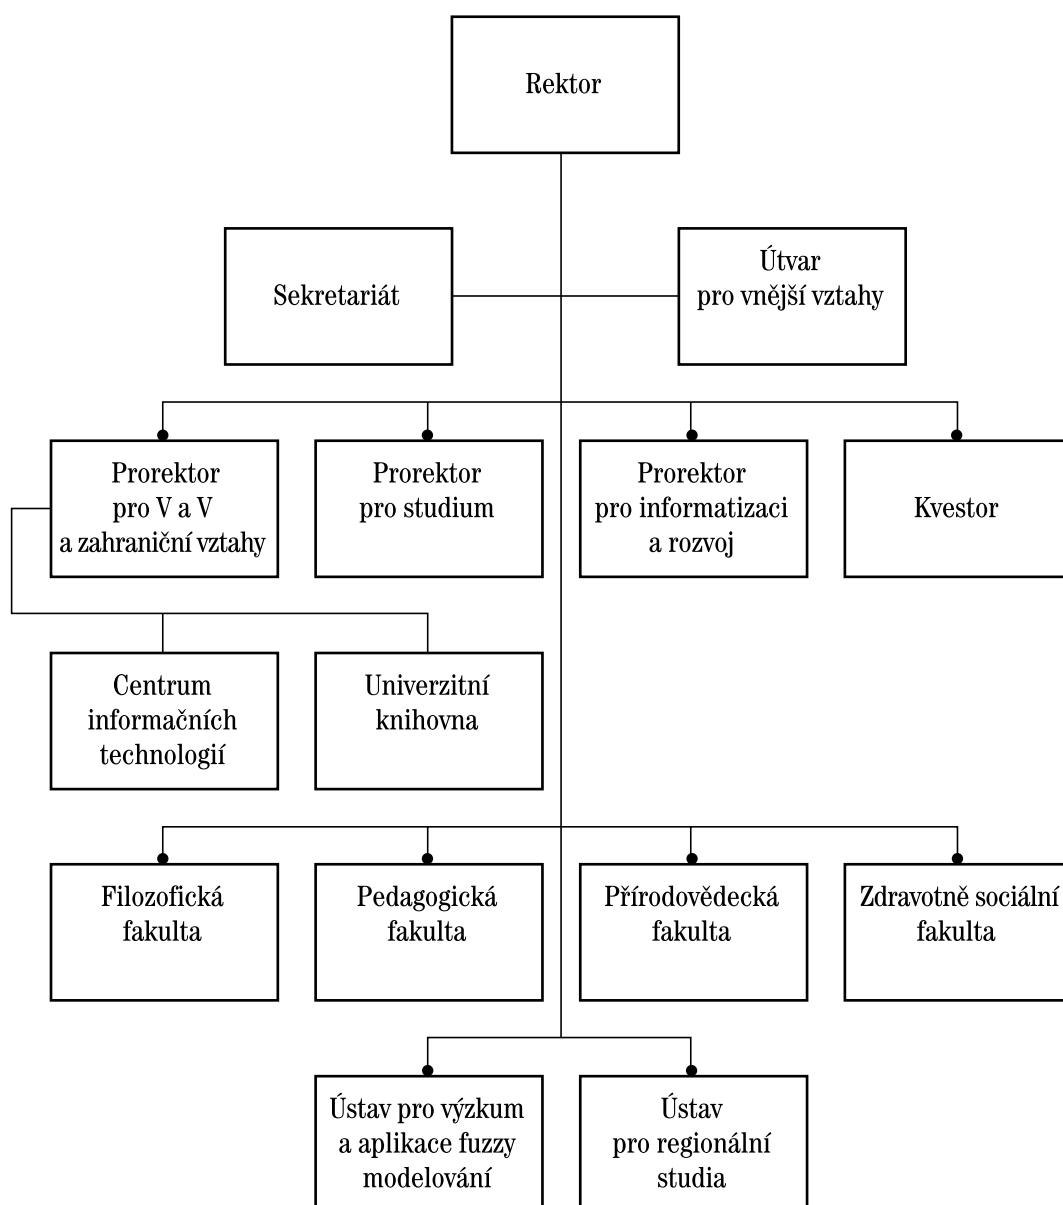 Rektor
Sekretariát
Útvar
pro vnější vztahy
Prorektor
pro V a V
a zahraniční vztahy
Prorektor
pro studium
Prorektor
pro informatizaci
a rozvoj
Kvestor
Centrum
informačních
technologií
Univerzitní
knihovna
Filozofická
fakulta
Pedagogická
fakulta
Přírodovědecká
fakulta
Zdravotně sociální
fakulta
Ústav pro výzkum
a aplikace fuzzy
modelování
Ústav
pro regionální
studia